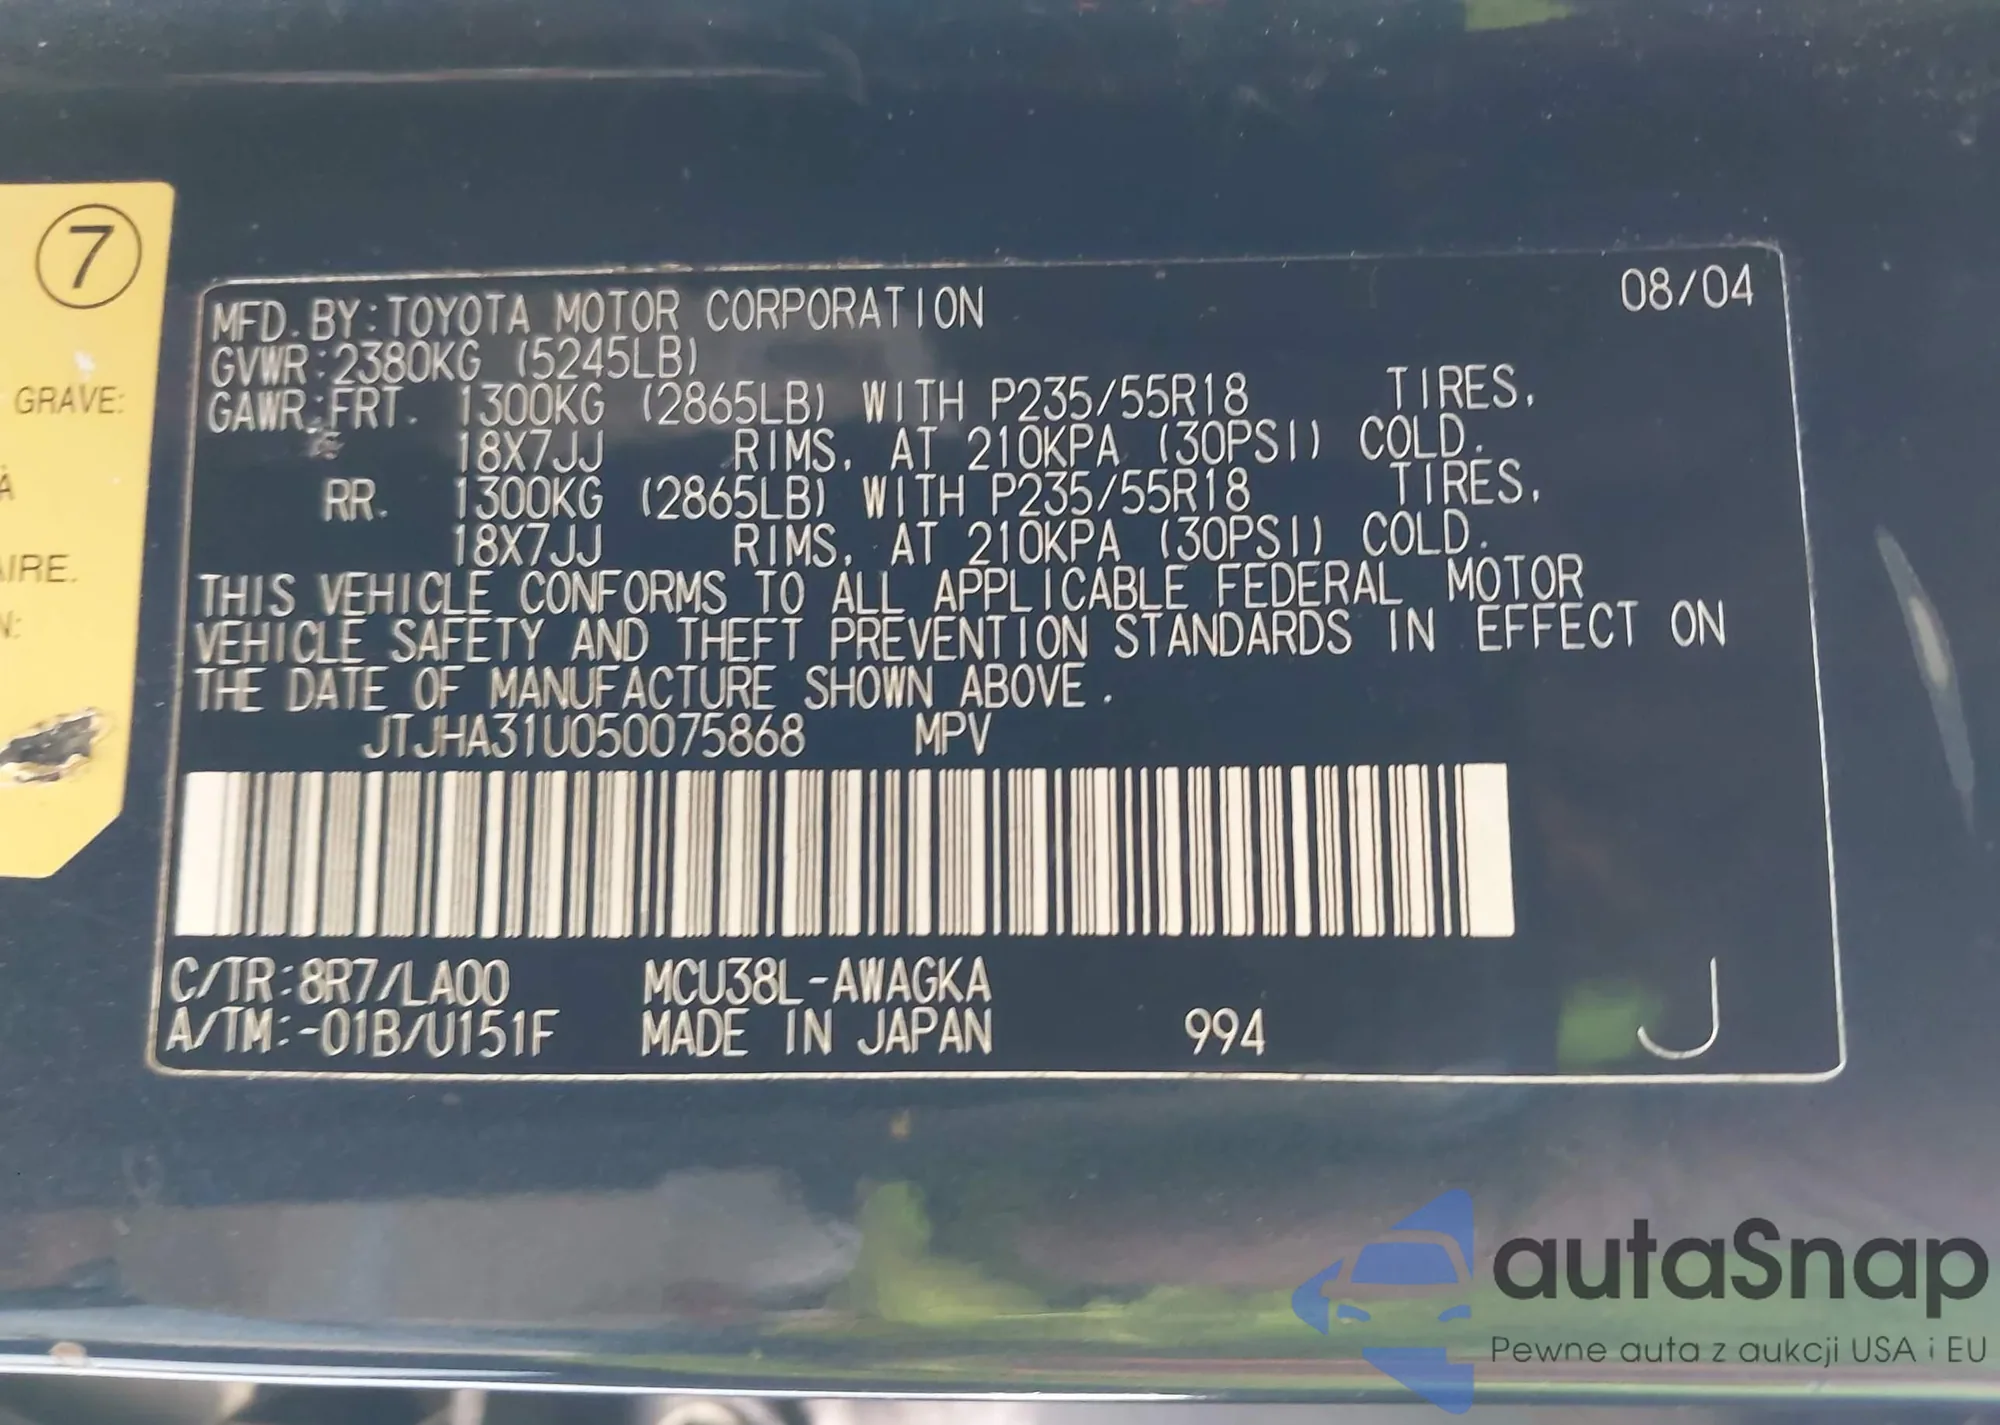 7
GRAVE:
À
AIRE.
N:
08/04
MFD. BY: TOYOTA MOTOR CORPORATION
GVWR: 2380KG (5245LB)
GAWR: FRT. 1300KG (2865LB) WITH P235/55R18 TIRES,
18X7JJ RIMS, AT 210KPA (30PSI) COLD.
RR. 1300KG (2865LB) WITH P235/55R18 TIRES,
18X7JJ RIMS, AT 210KPA (30PSI) COLD.
THIS VEHICLE CONFORMS TO ALL APPLICABLE FEDERAL MOTOR
VEHICLE SAFETY AND THEFT PREVENTION STANDARDS IN EFFECT ON
THE DATE OF MANUFACTURE SHOWN ABOVE.
JTJHA31U050075868 MPV
C/TR: 8R7/LA00 MCU38L-AWAGKA
A/TM: -01B/U151F MADE IN JAPAN 994 J
autaSnap
Pewne auta z aukcji USA i EU